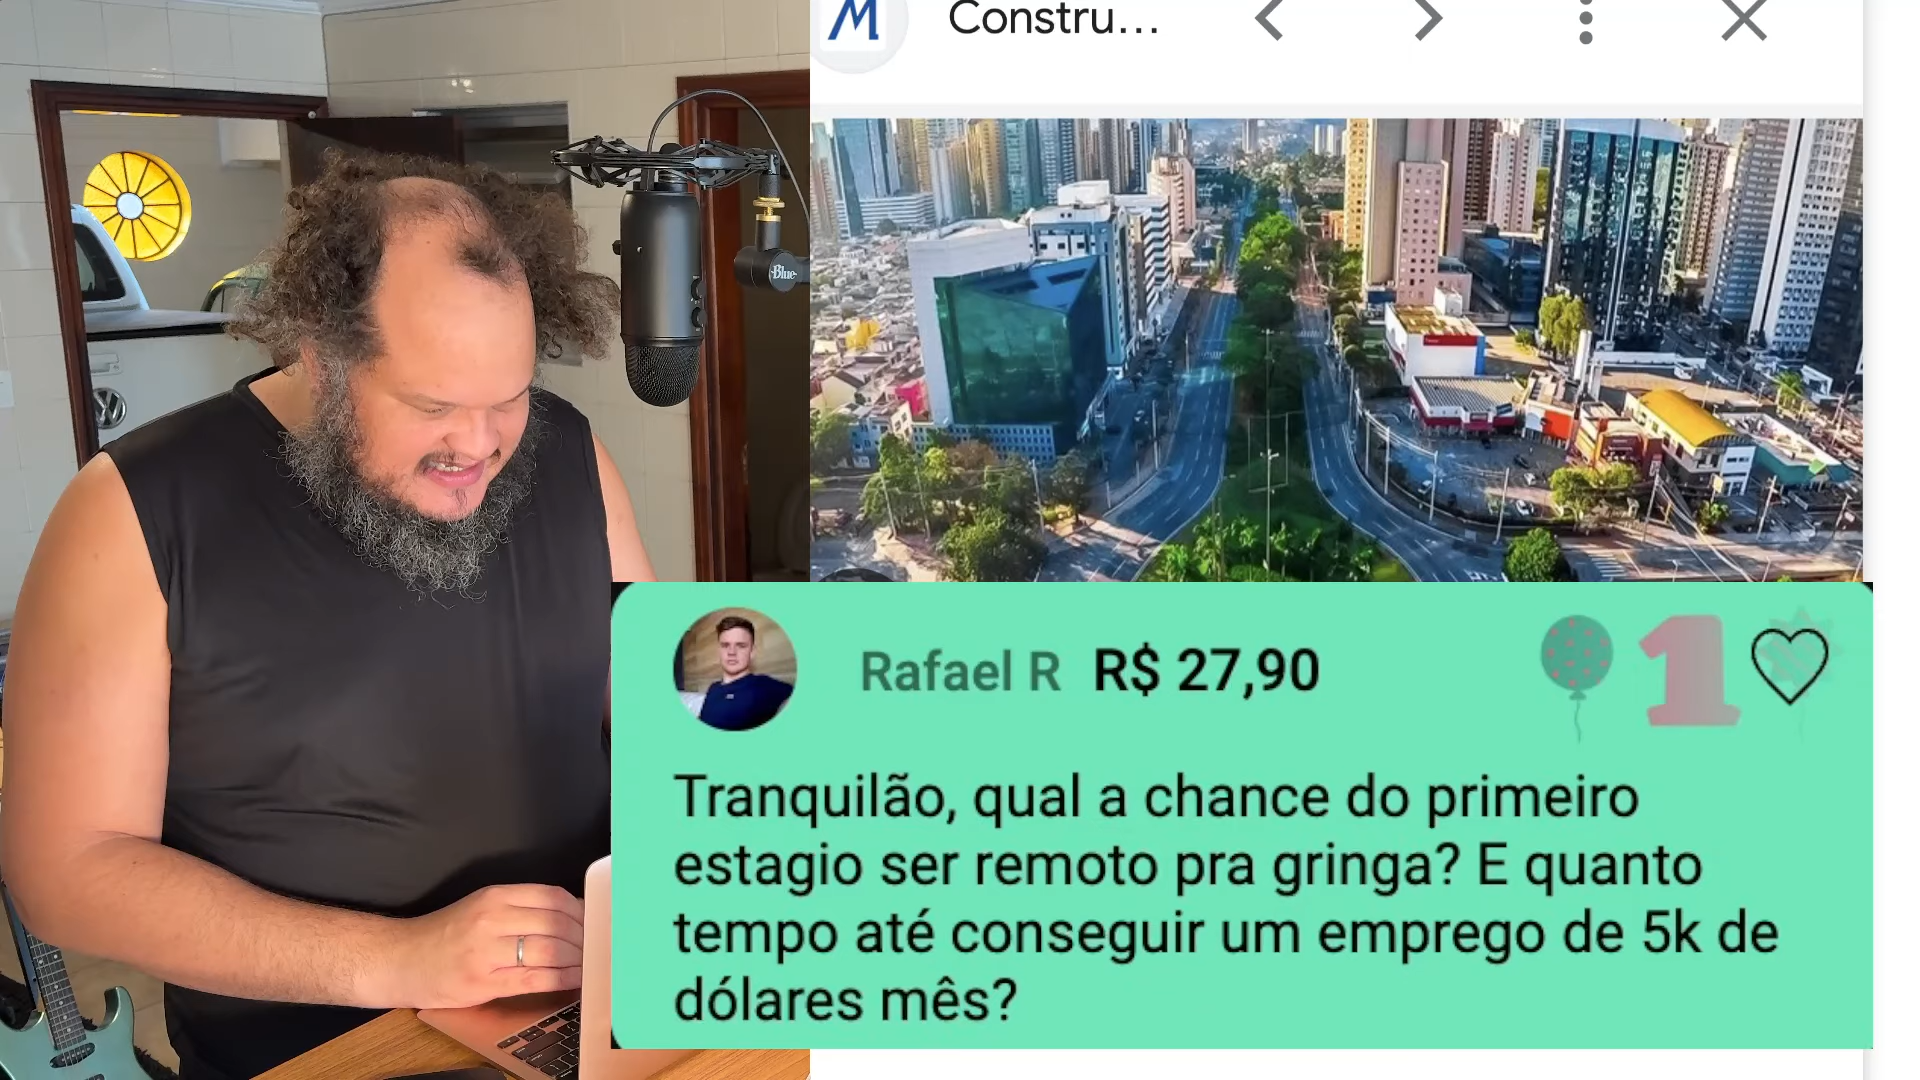 M Constru...
Blue
Rafael R R$ 27,90
1
Tranquilão, qual a chance do primeiro
estagio ser remoto pra gringa? E quanto
tempo até conseguir um emprego de 5k de
dólares mês?